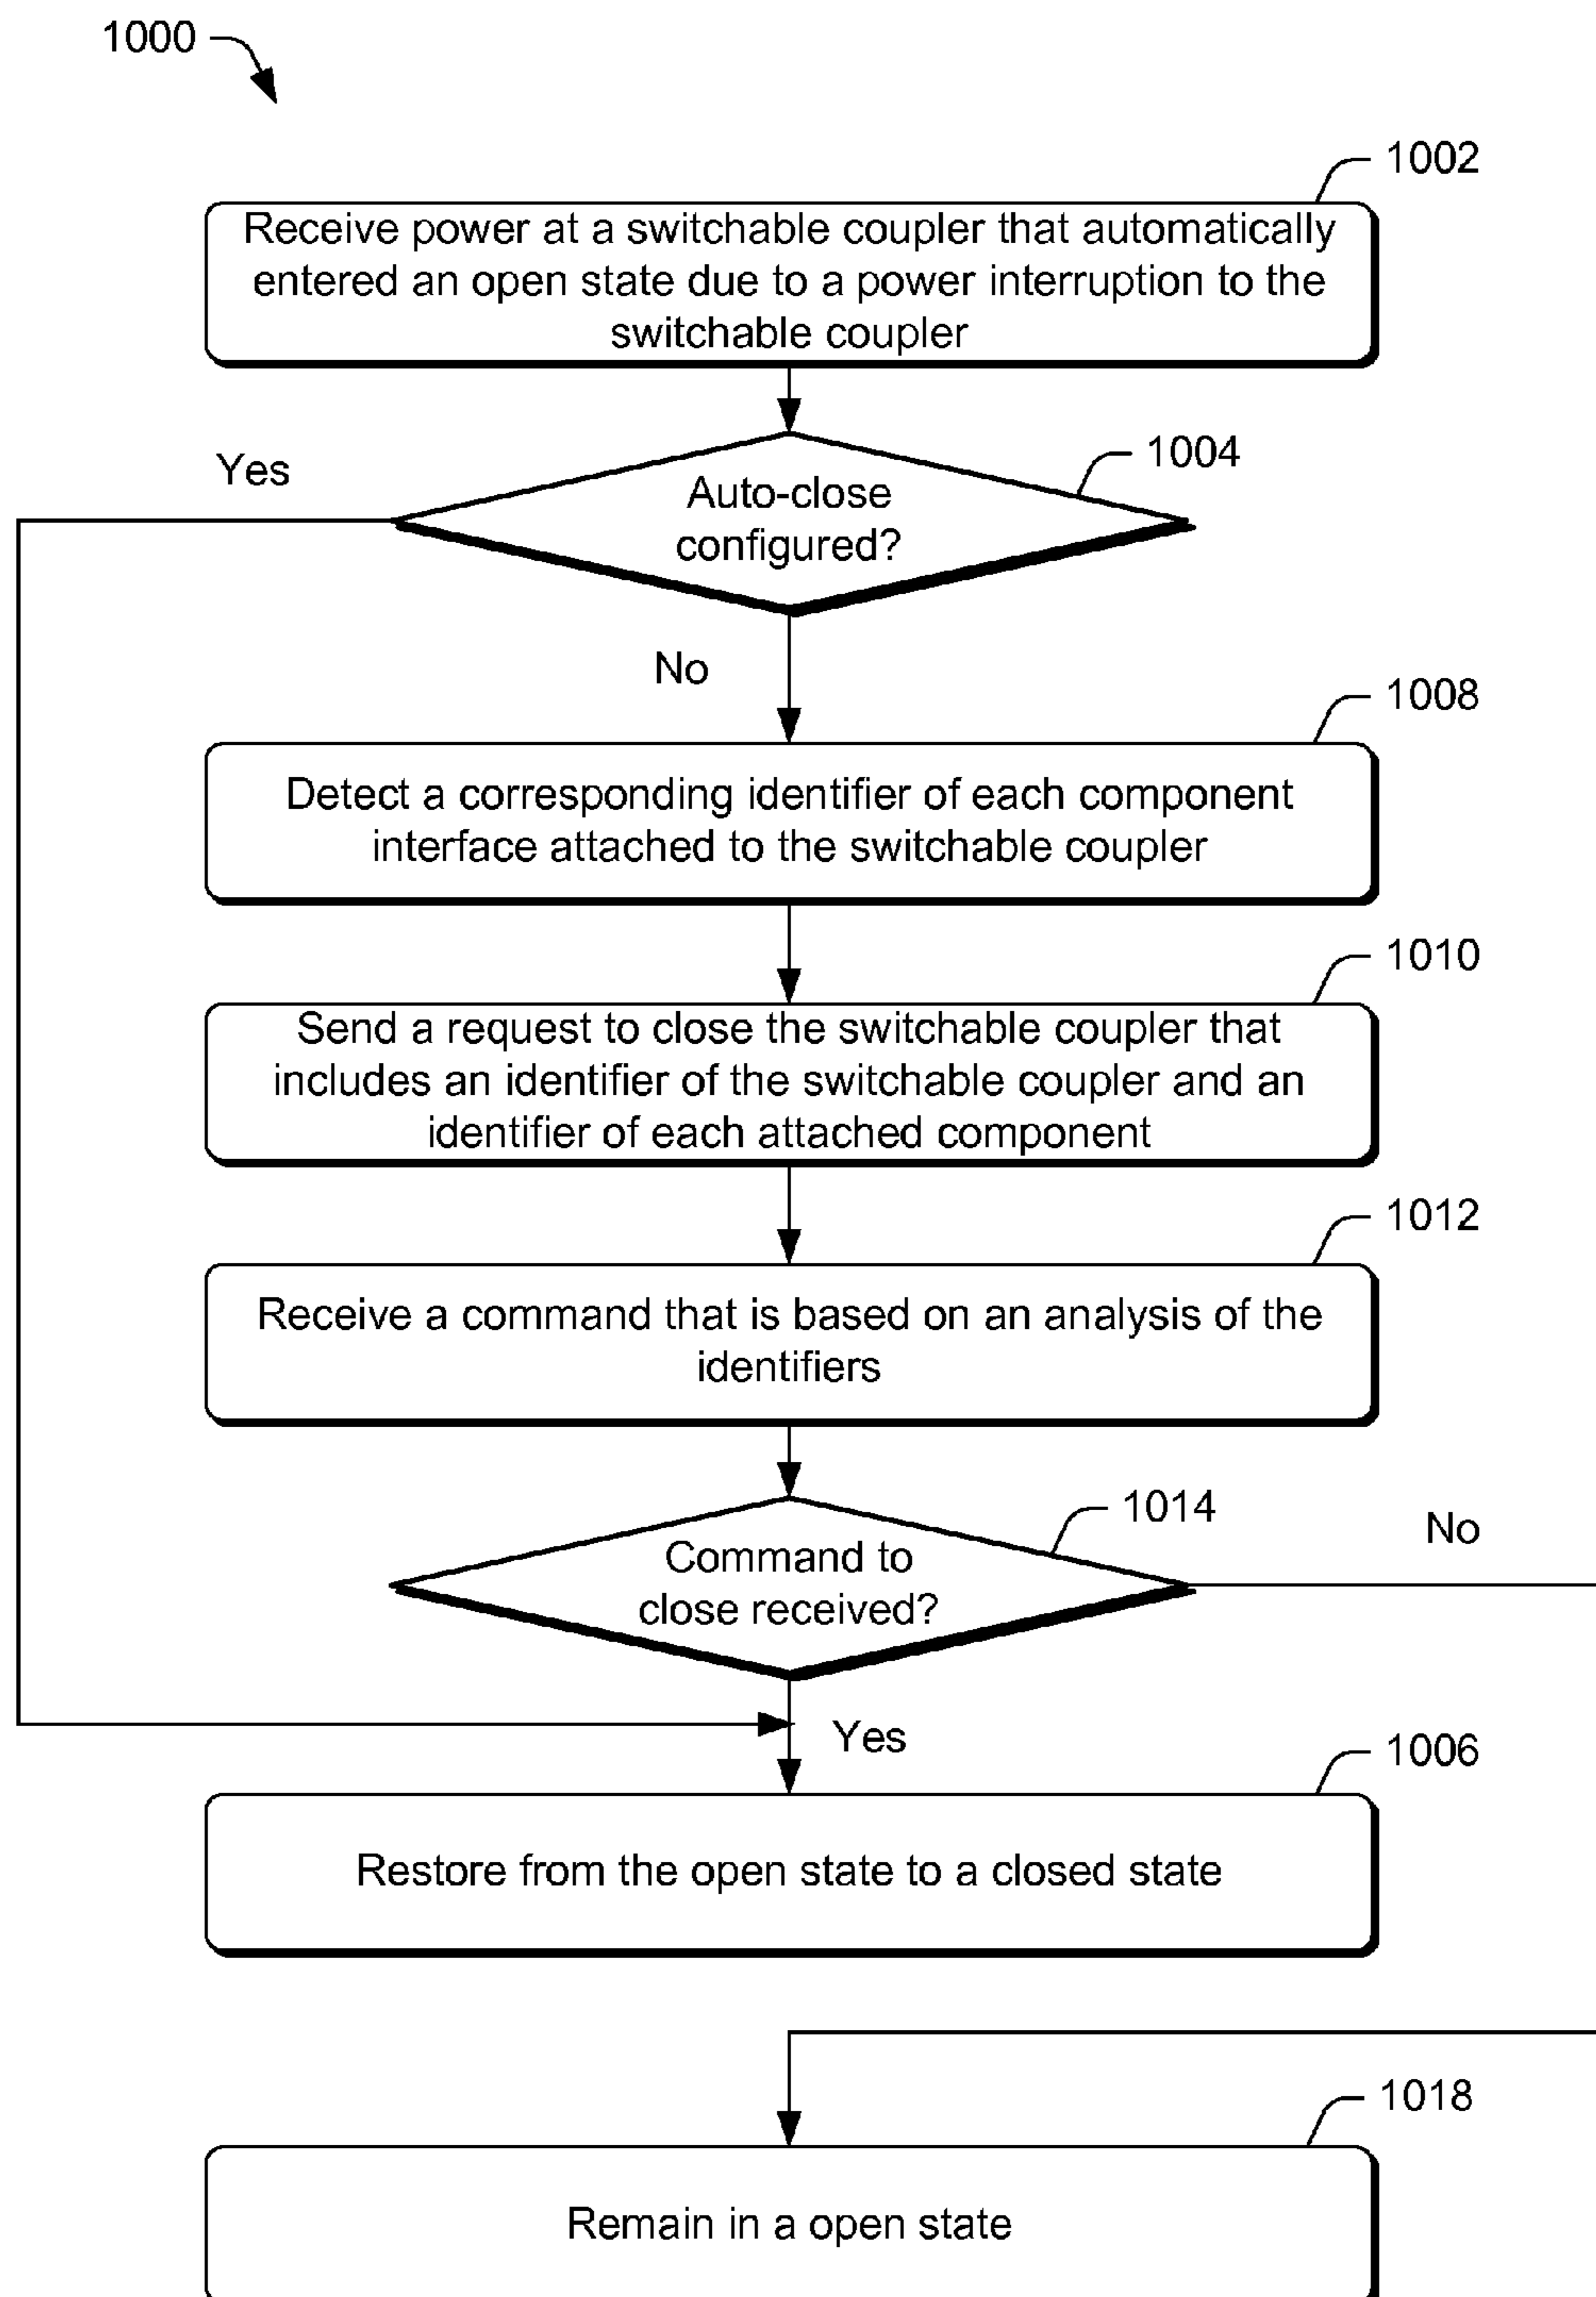 1000
1002
Receive power at a switchable coupler that automatically
entered an open state due to a power interruption to the
switchable coupler
Yes
1004
Auto-close
configured?
No
1008
Detect a corresponding identifier of each component
interface attached to the switchable coupler
1010
Send a request to close the switchable coupler that
includes an identifier of the switchable coupler and an
identifier of each attached component
1012
Receive a command that is based on an analysis of the
identifiers
1014
No
Command to
close received?
Yes
1006
Restore from the open state to a closed state
1018
Remain in a open state